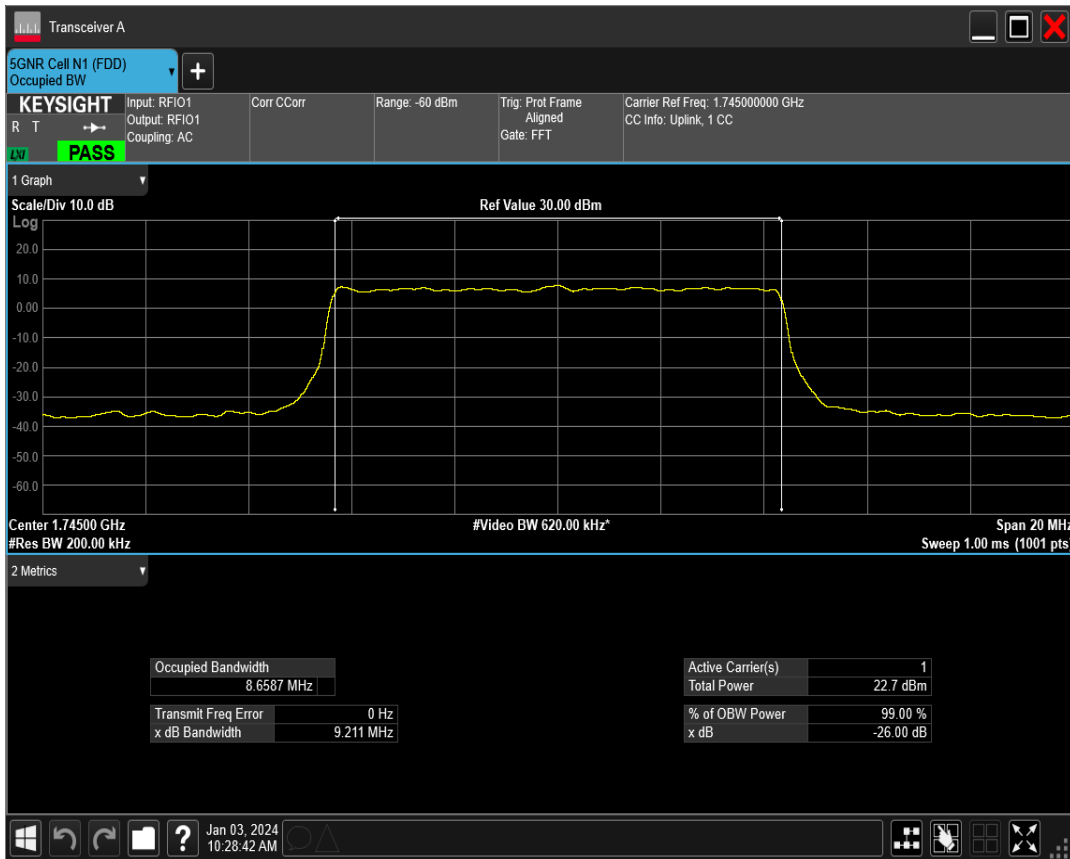 Transceiver A
5GNR Cell N1 (FDD)
Occupied BW
KEYSIGHT
R T
LXI
PASS
Input: RFIO1
Output: RFIO1
Coupling: AC
Corr CCorr
Range: -60 dBm
Trig: Prot Frame
Aligned
Gate: FFT
Carrier Ref Freq: 1.745000000 GHz
CC Info: Uplink, 1 CC
1 Graph
Scale/Div 10.0 dB
Ref Value 30.00 dBm
Log
20.0
10.0
0.00
-10.0
-20.0
-30.0
-40.0
-50.0
-60.0
Center 1.74500 GHz
#Video BW 620.00 kHz*
Span 20 MHz
#Res BW 200.00 kHz
Sweep 1.00 ms (1001 pts)
2 Metrics
Occupied Bandwidth
8.6587 MHz
Transmit Freq Error 0 Hz
x dB Bandwidth 9.211 MHz
Active Carrier(s) 1
Total Power 22.7 dBm
% of OBW Power 99.00 %
x dB -26.00 dB
?
Jan 03, 2024
10:28:42 AM